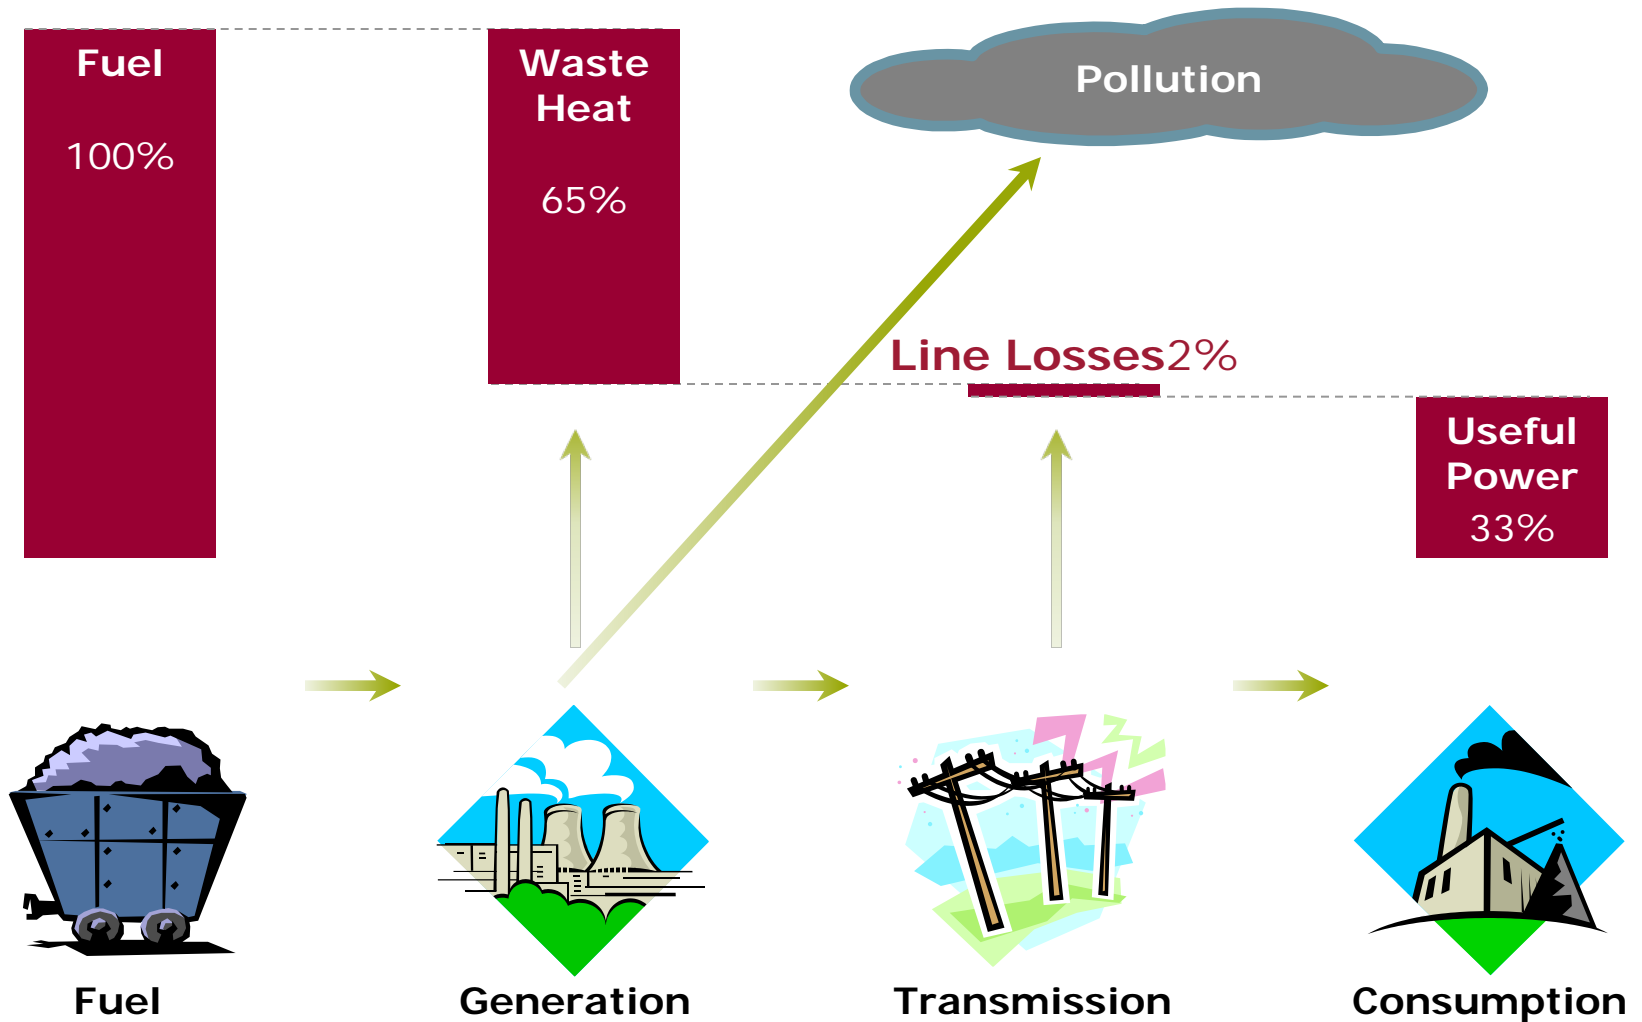 Fuel
100%
Waste
Heat
65%
Pollution
Line Losses2%
Useful
Power
33%
Fuel
Generation
Transmission
Consumption